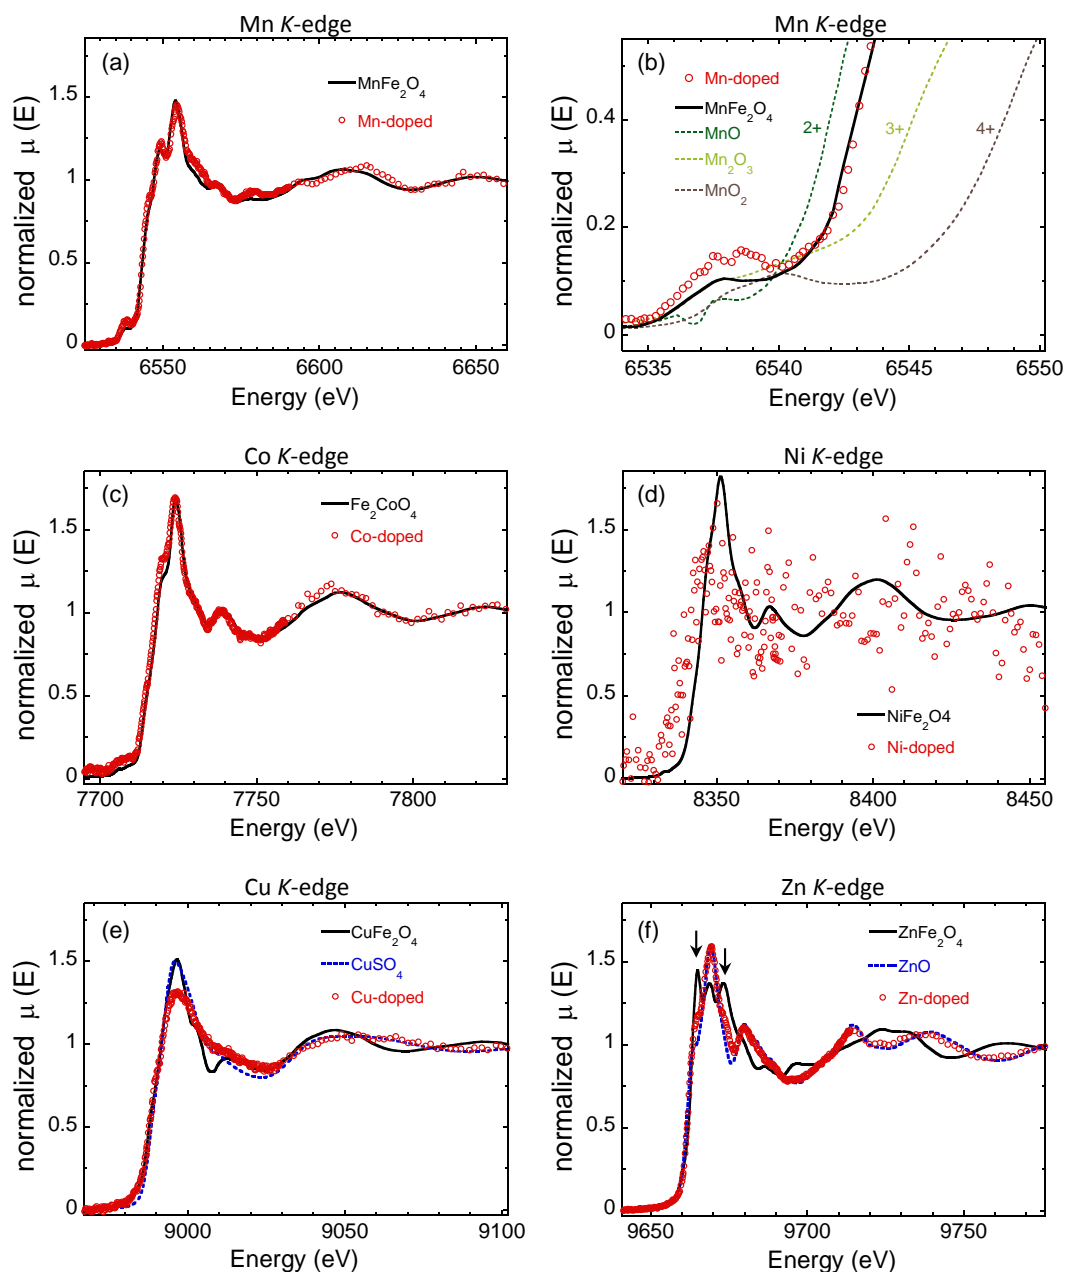 Mn K-edge
(a)
MnFe₂O₄
Mn-doped
normalized μ (E)
1.5
1
0.5
0
6550
6600
6650
Energy (eV)
Mn K-edge
(b)
Mn-doped
MnFe₂O₄
MnO
Mn₂O₃
MnO₂
2+
3+
4+
normalized μ (E)
0.4
0.2
0
6535
6540
6545
6550
Energy (eV)
Co K-edge
(c)
Fe₂CoO₄
Co-doped
normalized μ (E)
1.5
1
0.5
0
7700
7750
7800
Energy (eV)
Ni K-edge
(d)
NiFe₂O4
Ni-doped
normalized μ (E)
1.5
1
0.5
0
8350
8400
8450
Energy (eV)
Cu K-edge
(e)
CuFe₂O₄
CuSO₄
Cu-doped
normalized μ (E)
1.5
1
0.5
0
9000
9050
9100
Energy (eV)
Zn K-edge
(f)
ZnFe₂O₄
ZnO
Zn-doped
normalized μ (E)
1.5
1
0.5
0
9650
9700
9750
Energy (eV)